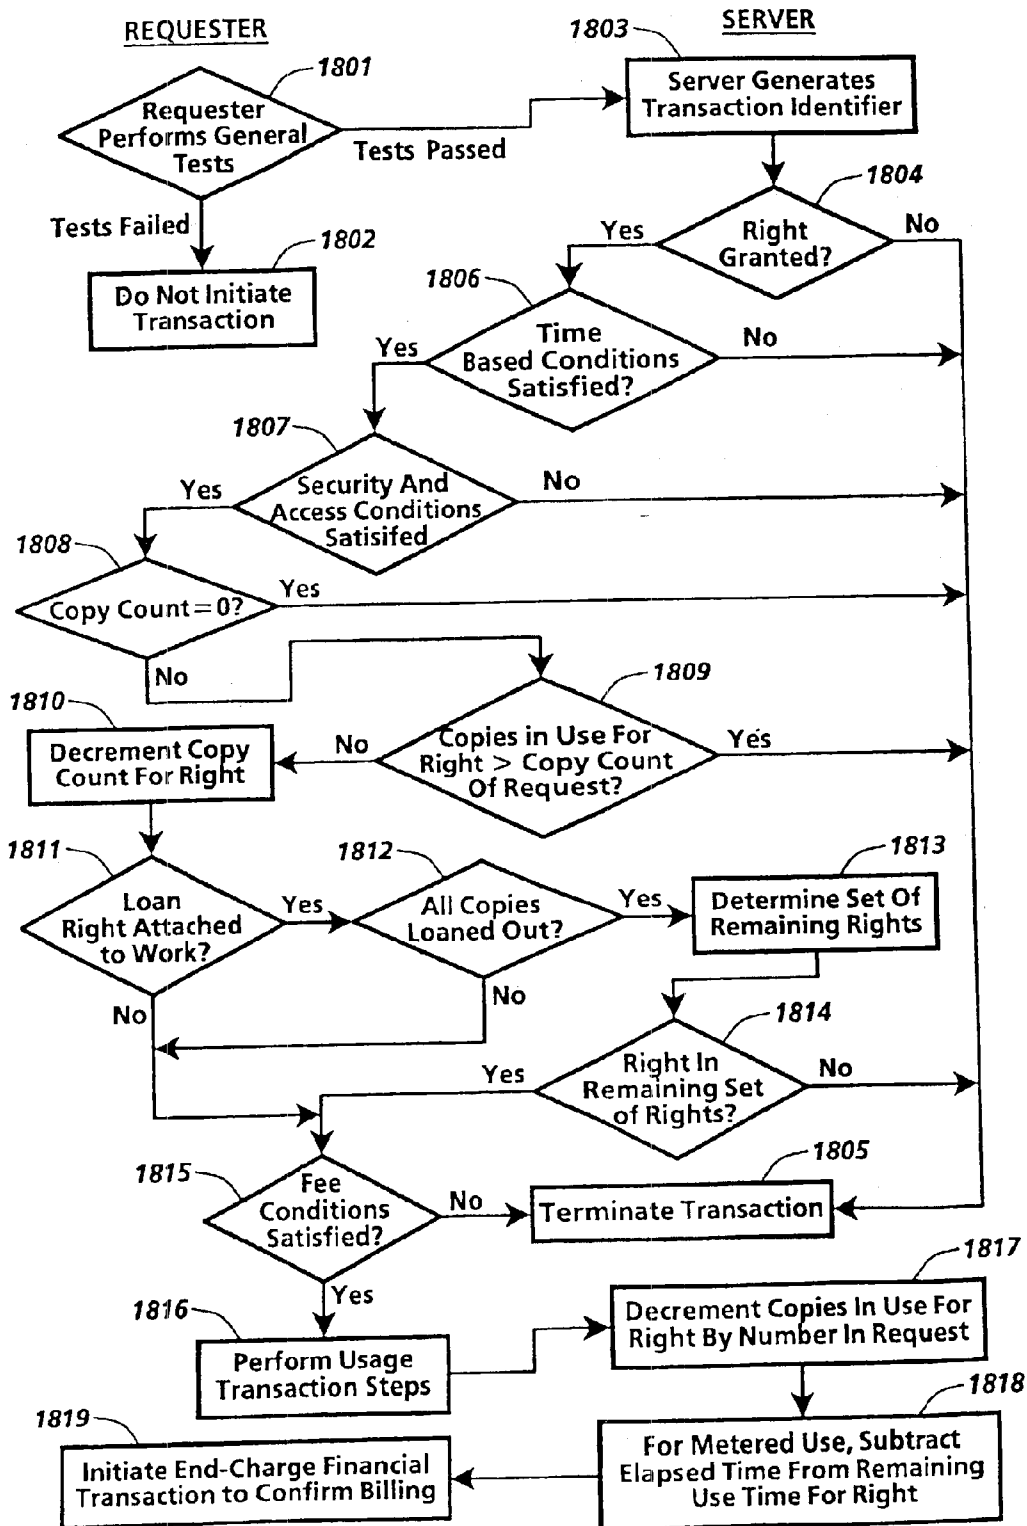 REQUESTER
SERVER
1801
1803
Requester
Performs General
Tests
Server Generates
Transaction Identifier
Tests Passed
Tests Failed
1802
Do Not Initiate
Transaction
1804
Right
Granted?
Yes
No
1806
Time
Based Conditions
Satisfied?
Yes
No
1807
Security And
Access Conditions
Satisifed
Yes
No
1808
Copy Count = 0?
Yes
No
1809
Copies in Use For
Right > Copy Count
Of Request?
No
Yes
1810
Decrement Copy
Count For Right
1811
Loan
Right Attached
to Work?
Yes
No
1812
All Copies
Loaned Out?
Yes
No
1813
Determine Set Of
Remaining Rights
1814
Right In
Remaining Set
of Rights?
Yes
No
1805
Terminate Transaction
1815
Fee
Conditions
Satisfied?
No
Yes
1816
Perform Usage
Transaction Steps
1817
Decrement Copies In Use For
Right By Number In Request
1818
For Metered Use, Subtract
Elapsed Time From Remaining
Use Time For Right
1819
Initiate End-Charge Financial
Transaction to Confirm Billing